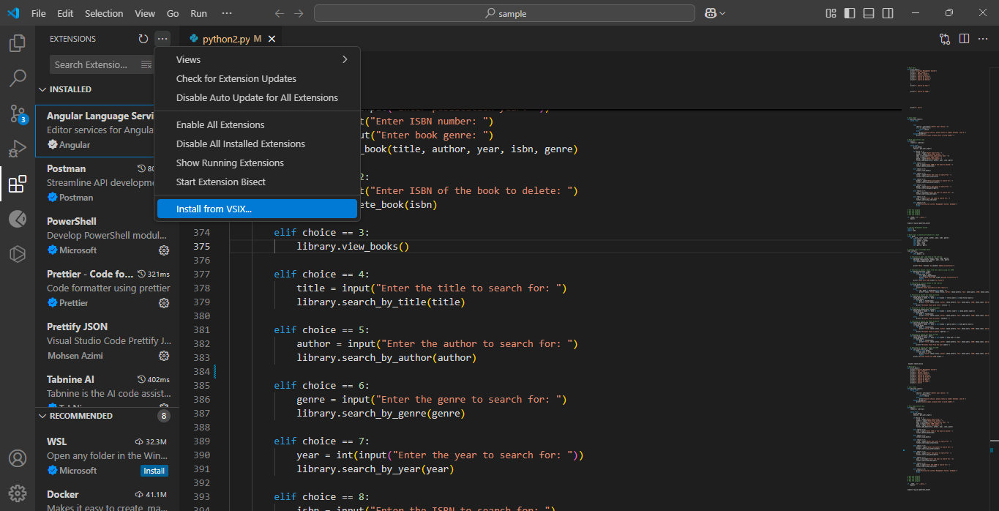 File Edit Selection View Go Run ···
sample
EXTENSIONS
Search Extensio...
INSTALLED
Angular Language Servi
Editor services for Angula
Angular
Postman 80
Streamline API developm
Postman
PowerShell
Develop PowerShell modul...
Microsoft
Prettier - Code fo... 321ms
Code formatter using prettier
Prettier
Prettify JSON
Visual Studio Code Prettify J...
Mohsen Azimi
Tabnine AI 402ms
Tabnine is the AI code assist...
RECOMMENDED 8
WSL 32.3M
Open any folder in the Win...
Microsoft Install
Docker 41.1M
Makes it easy to create, ma...
3
python2.py M
Views
Check for Extension Updates
Disable Auto Update for All Extensions
Enable All Extensions
Disable All Installed Extensions
Show Running Extensions
Start Extension Bisect
Install from VSIX...
t("Enter ISBN number: ")
ut("Enter book genre: ")
_book(title, author, year, isbn, genre)
2:
t("Enter ISBN of the book to delete: ")
ete_book(isbn)
374 elif choice == 3:
375 library.view_books()
376
377 elif choice == 4:
378 title = input("Enter the title to search for: ")
379 library.search_by_title(title)
380
381 elif choice == 5:
382 author = input("Enter the author to search for: ")
383 library.search_by_author(author)
384
385 elif choice == 6:
386 genre = input("Enter the genre to search for: ")
387 library.search_by_genre(genre)
388
389 elif choice == 7:
390 year = int(input("Enter the year to search for: "))
391 library.search_by_year(year)
392
393 elif choice == 8:
394 isbn = input("Enter the ISBN to search for: ")